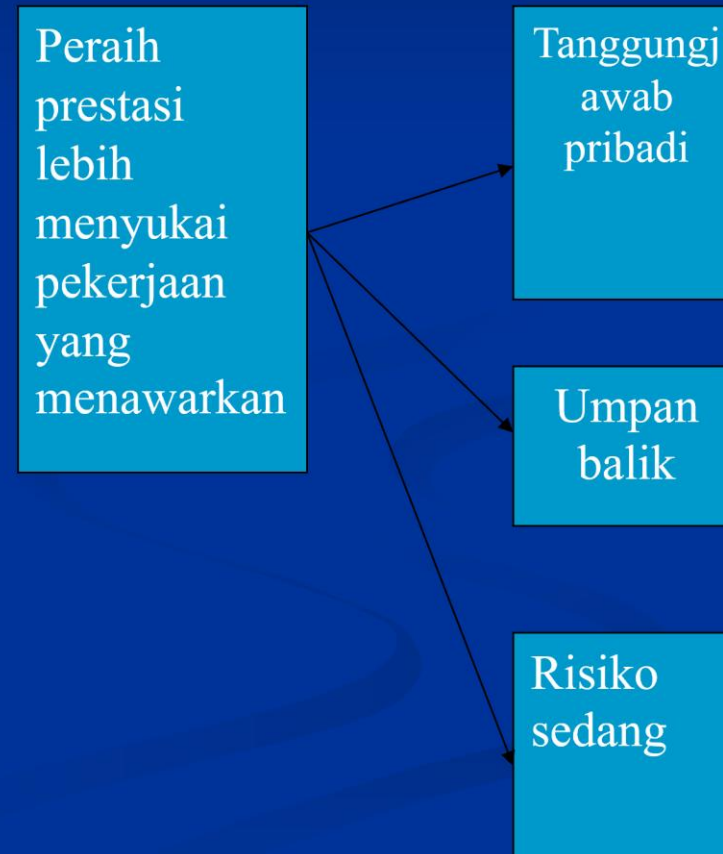 Peraih
prestasi
lebih
menyukai
pekerjaan
yang
menawarkan
Tanggungj
awab
pribadi
Umpan
balik
Risiko
sedang